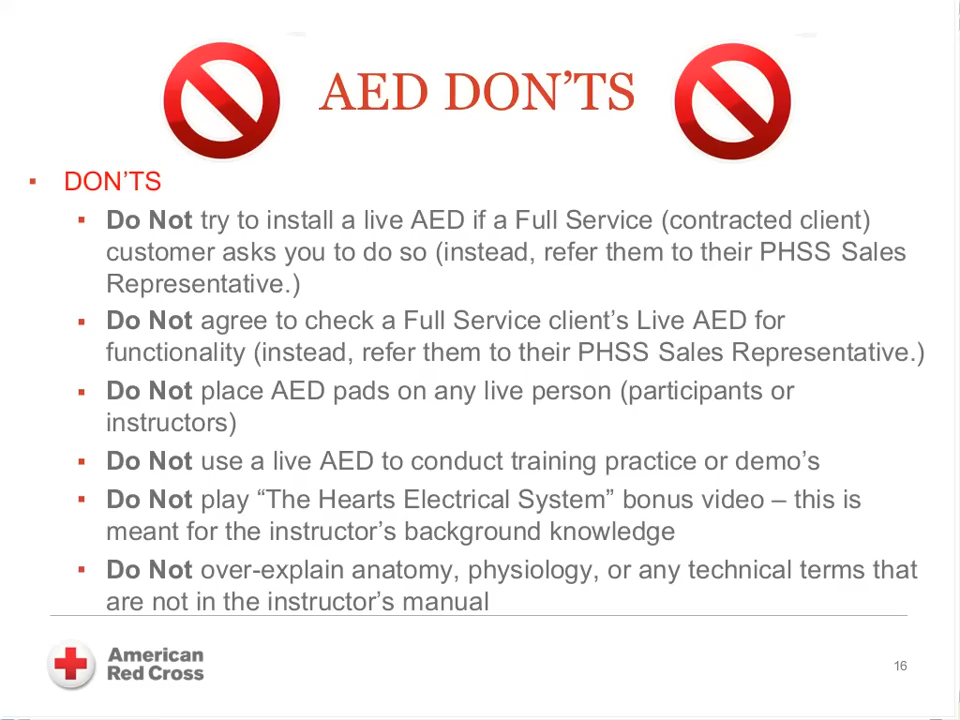 AED DON’TS
▪ DON’TS
▪ Do Not try to install a live AED if a Full Service (contracted client)
customer asks you to do so (instead, refer them to their PHSS Sales
Representative.)
▪ Do Not agree to check a Full Service client’s Live AED for
functionality (instead, refer them to their PHSS Sales Representative.)
▪ Do Not place AED pads on any live person (participants or
instructors)
▪ Do Not use a live AED to conduct training practice or demo’s
▪ Do Not play “The Hearts Electrical System” bonus video – this is
meant for the instructor’s background knowledge
▪ Do Not over-explain anatomy, physiology, or any technical terms that
are not in the instructor’s manual
American
Red Cross
16